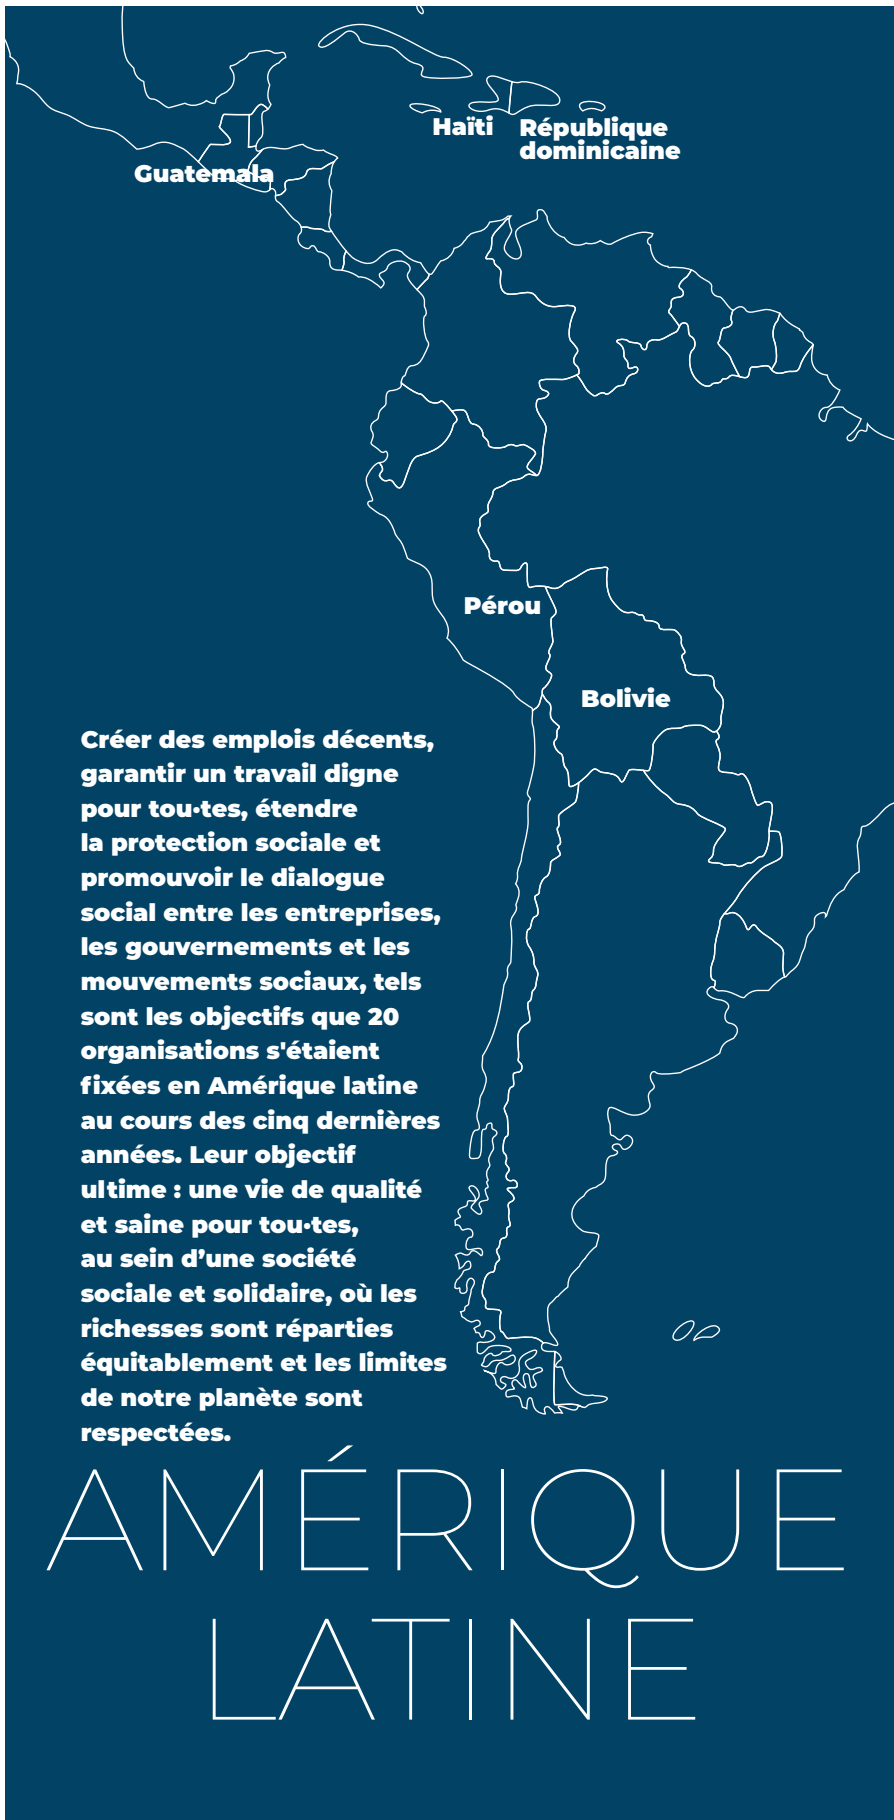 Haïti
République
dominicaine
Guatemala
Pérou
Bolivie
Créer des emplois décents,
garantir un travail digne
pour tou·tes, étendre
la protection sociale et
promouvoir le dialogue
social entre les entreprises,
les gouvernements et les
mouvements sociaux, tels
sont les objectifs que 20
organisations s'étaient
fixées en Amérique latine
au cours des cinq dernières
années. Leur objectif
ultime : une vie de qualité
et saine pour tou·tes,
au sein d’une société
sociale et solidaire, où les
richesses sont réparties
équitablement et les limites
de notre planète sont
respectées.
AMÉRIQUE
LATINE